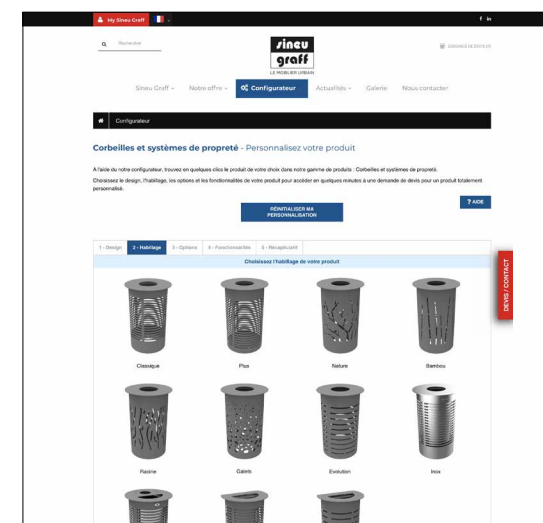 My Sineu Graff
f in
Rechercher
sineu
graff
LE MOBILIER URBAIN
DEMANDE DE DEVIS (0)
Sineu Graff
Notre offre
Configurateur
Actualités
Galerie
Nous contacter
Configurateur
Corbeilles et systèmes de propreté - Personnalisez votre produit
A l'aide du notre configurateur, trouvez en quelques clics le produit de votre choix dans notre gamme de produits : Corbeilles et systèmes de propreté.
Choisissez le design, l'habillage, les options et les fonctionnalités de votre produit pour accéder en quelques minutes à une demande de devis pour un produit totalement
personnalisé.
? AIDE
RÉINITIALISER MA
PERSONNALISATION
1 - Design
2 - Habillage
3 - Options
4 - Fonctionnalités
5 - Récapitulatif
Choisissez l'habillage de votre produit
DEVIS / CONTACT
Classique
Plus
Nature
Bambou
Racine
Galets
Evolution
Inox